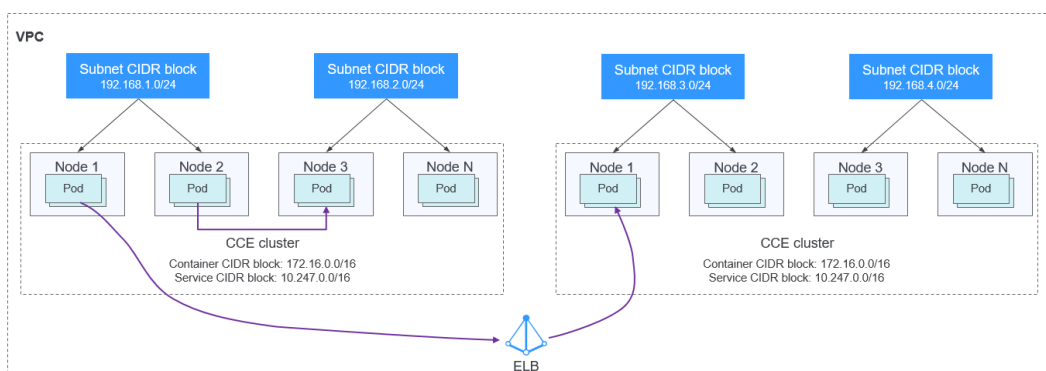 VPC
Subnet CIDR block
192.168.1.0/24
Subnet CIDR block
192.168.2.0/24
Subnet CIDR block
192.168.3.0/24
Subnet CIDR block
192.168.4.0/24
Node 1
Pod
Node 2
Pod
Node 3
Pod
Node N
Pod
CCE cluster
Container CIDR block: 172.16.0.0/16
Service CIDR block: 10.247.0.0/16
Node 1
Pod
Node 2
Pod
Node 3
Pod
Node N
Pod
CCE cluster
Container CIDR block: 172.16.0.0/16
Service CIDR block: 10.247.0.0/16
ELB